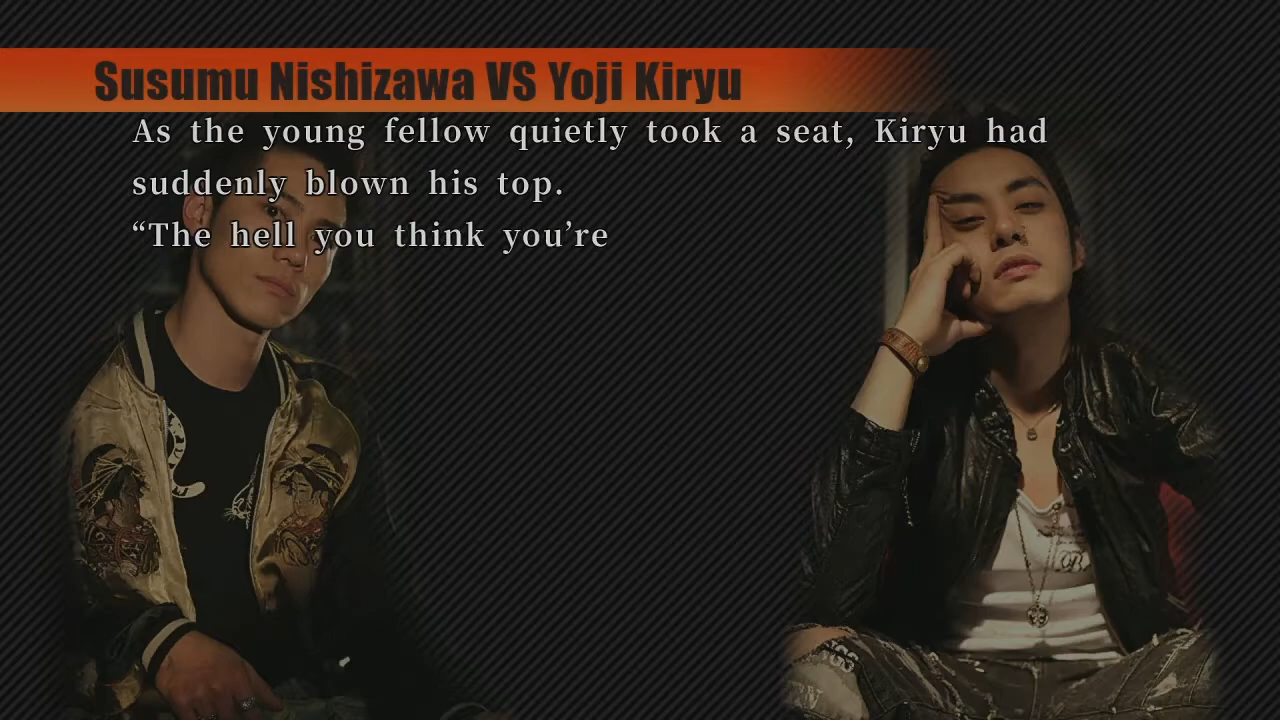 Susumu Nishizawa VS Yoji Kiryu
As the young fellow quietly took a seat, Kiryu had
suddenly blown his top.
“The hell you think you’re